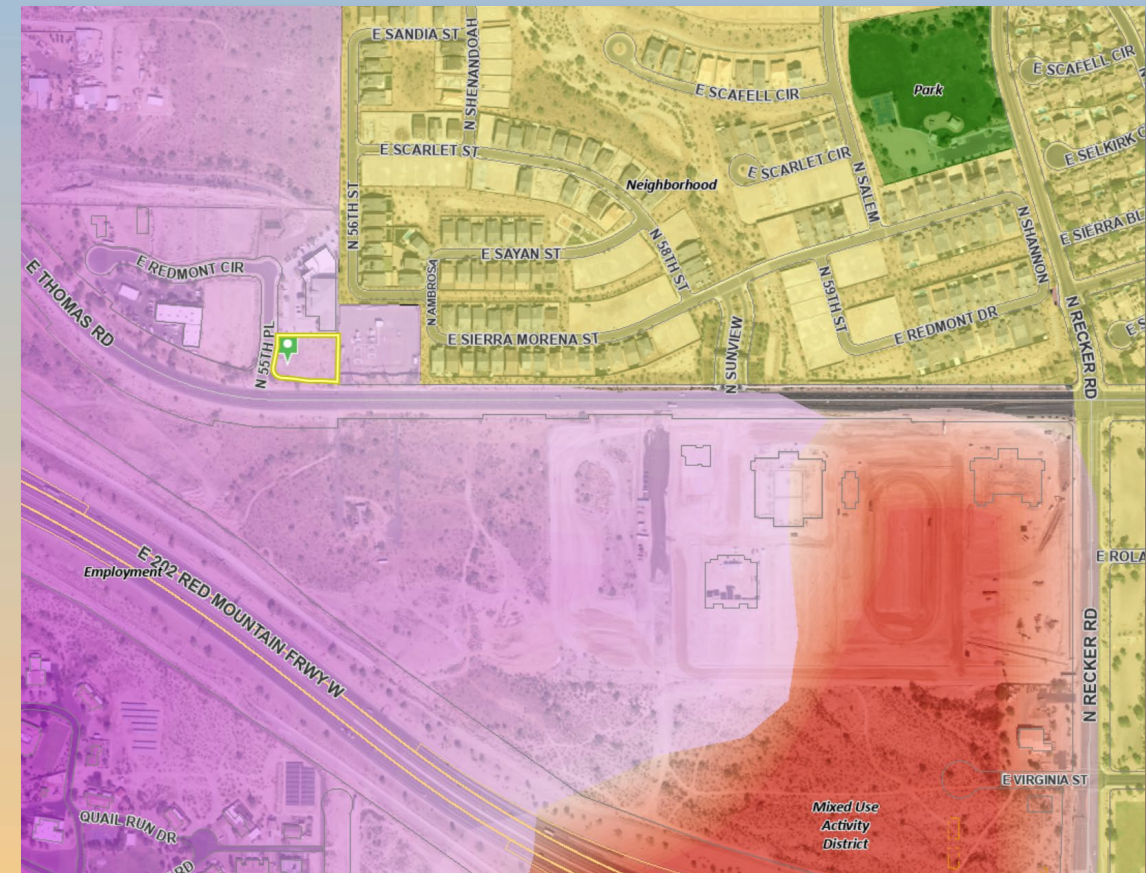 E SANDIA ST
N SHENANDOAH
E SCAFELL CIR
Park
E SCAFELL CIR
E SCARLET ST
E SCARLET CIR
E SELKIRK C
Neighborhood
N SALEM
N 56TH ST
N SHANNON
E SIERRA BL
N 58TH ST
E SAYAN ST
E REDMONT CIR
N AMBROSA
N 59TH ST
E THOMAS RD
N 55TH PL
E SIERRA MORENA ST
E REDMONT DR
N RECKER RD
N SUNVIEW
E 202 RED MOUNTAIN FRWY W
Employment
E ROLA
N RECKER RD
E VIRGINIA ST
Mixed Use
Activity
District
QUAIL RUN DR
RD